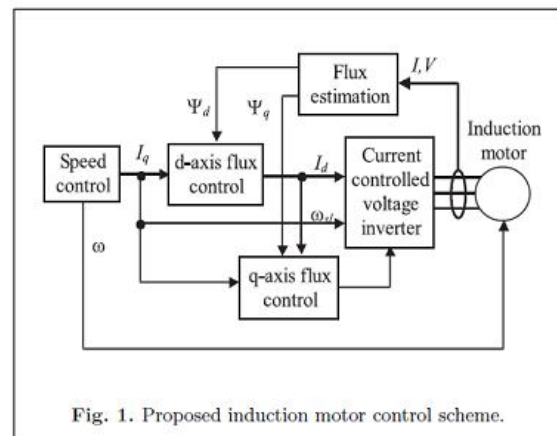 I,V
Flux
estimation
Ψd
Ψq
Induction
motor
Speed
control
Iq
d-axis flux
control
Id
Current
controlled
voltage
inverter
ωsl
ω
q-axis flux
control
Fig. 1. Proposed induction motor control scheme.